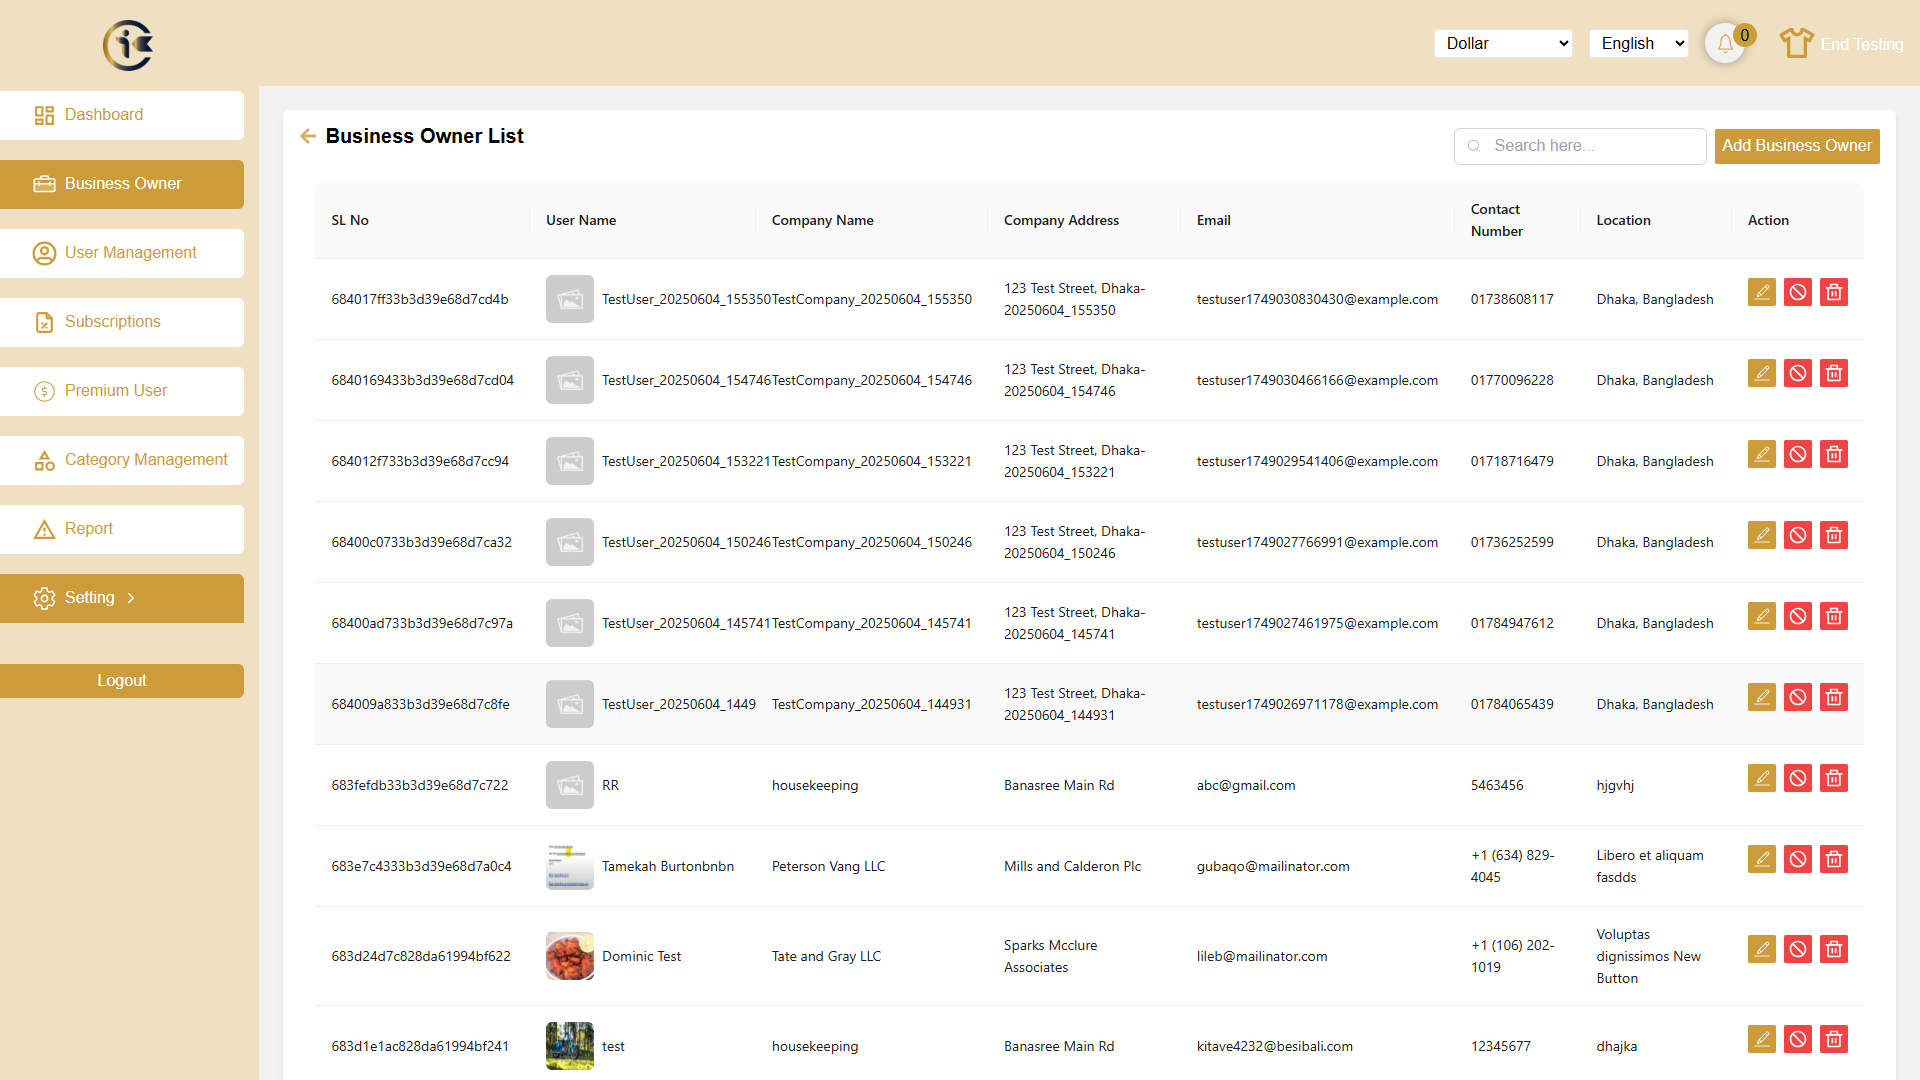 Dollar
English
0
End Testing
Dashboard
Business Owner
User Management
Subscriptions
Premium User
Category Management
Report
Setting
Logout
Business Owner List
Search here...
Add Business Owner
SL No User Name Company Name Company Address Email Contact Number Location Action
684017ff33b3d39e68d7cd4b TestUser_20250604_155350 TestCompany_20250604_155350 123 Test Street, Dhaka-20250604_155350 testuser1749030830430@example.com 01738608117 Dhaka, Bangladesh
6840169433b3d39e68d7cd04 TestUser_20250604_154746 TestCompany_20250604_154746 123 Test Street, Dhaka-20250604_154746 testuser1749030466166@example.com 01770096228 Dhaka, Bangladesh
684012f733b3d39e68d7cc94 TestUser_20250604_153221 TestCompany_20250604_153221 123 Test Street, Dhaka-20250604_153221 testuser1749029541406@example.com 01718716479 Dhaka, Bangladesh
68400c0733b3d39e68d7ca32 TestUser_20250604_150246 TestCompany_20250604_150246 123 Test Street, Dhaka-20250604_150246 testuser1749027766991@example.com 01736252599 Dhaka, Bangladesh
68400ad733b3d39e68d7c97a TestUser_20250604_145741 TestCompany_20250604_145741 123 Test Street, Dhaka-20250604_145741 testuser1749027461975@example.com 01784947612 Dhaka, Bangladesh
684009a833b3d39e68d7c8fe TestUser_20250604_1449 TestCompany_20250604_144931 123 Test Street, Dhaka-20250604_144931 testuser1749026971178@example.com 01784065439 Dhaka, Bangladesh
683fefdb33b3d39e68d7c722 RR housekeeping Banasree Main Rd abc@gmail.com 5463456 hjgvhj
683e7c4333b3d39e68d7a0c4 Tamekah Burtonbnbn Peterson Vang LLC Mills and Calderon Plc gubaqo@mailinator.com +1 (634) 829-4045 Libero et aliquam fasdds
683d24d7c828da61994bf622 Dominic Test Tate and Gray LLC Sparks Mcclure Associates lileb@mailinator.com +1 (106) 202-1019 Voluptas dignissimos New Button
683d1e1ac828da61994bf241 test housekeeping Banasree Main Rd kitave4232@besibali.com 12345677 dhajka